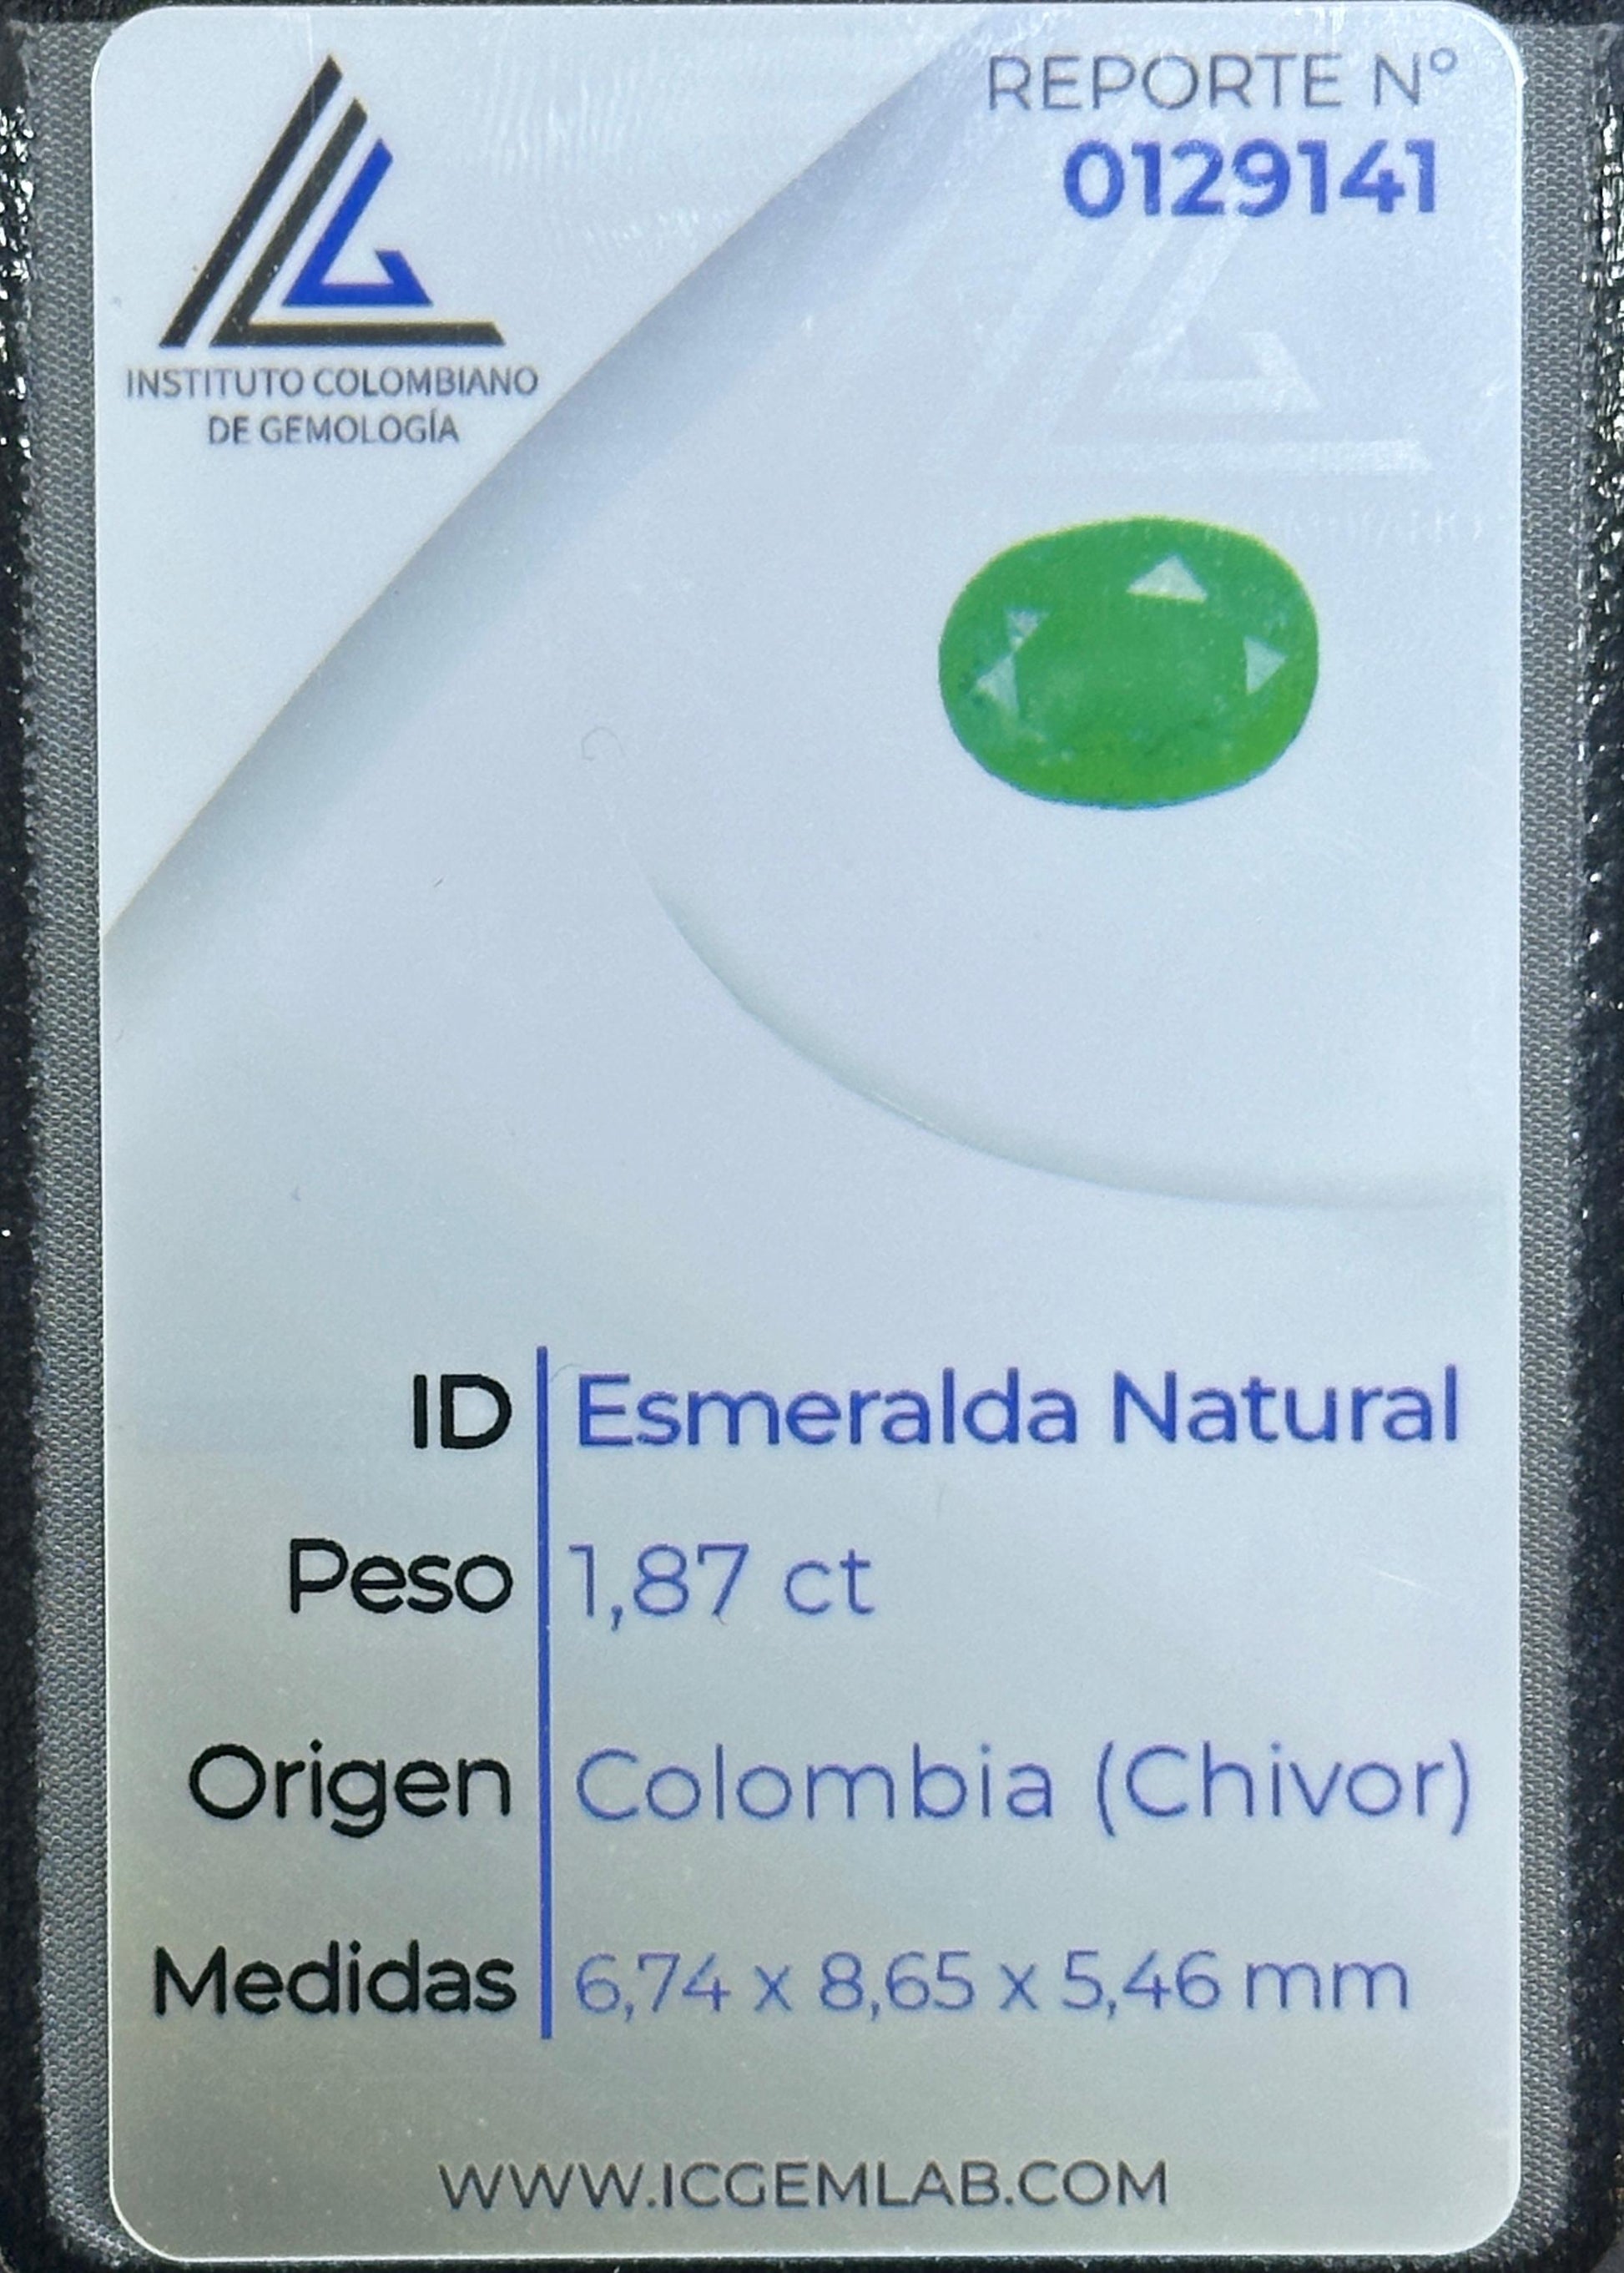 INSTITUTO COLOMBIANO
DE GEMOLOGÍA
REPORTE Nº
0129141
ID Esmeralda Natural
Peso 1,87 ct
Origen Colombia (Chivor)
Medidas 6,74 x 8,65 x 5,46 mm
WWW.ICGEMLAB.COM